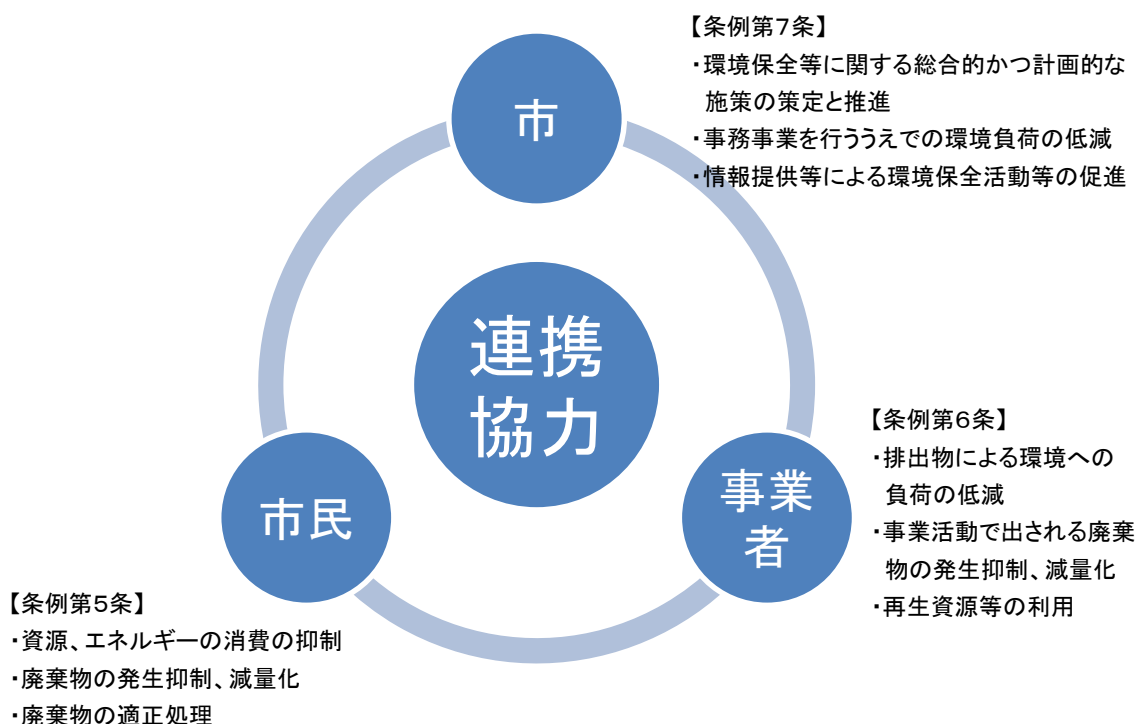 【条例第７条】
・環境保全等に関する総合的かつ計画的な
施策の策定と推進
・事務事業を行ううえでの環境負荷の低減
・情報提供等による環境保全活動等の促進
市
連携
協力
市民
事業
者
【条例第６条】
・排出物による環境への
負荷の低減
・事業活動で出される廃棄
物の発生抑制、減量化
・再生資源等の利用
【条例第５条】
・資源、エネルギーの消費の抑制
・廃棄物の発生抑制、減量化
・廃棄物の適正処理